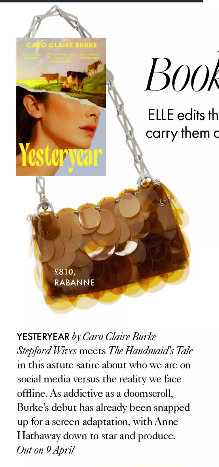 CARO CLAIRE BURKE
Yesteryear
Book
ELLE edits th
carry them o
£810,
RABANNE
YESTERYEAR by Caro Claire Burke
Stepford Wives meets The Handmaid's Tale
in this astute satire about who we are on
social media versus the reality we face
offline. As addictive as a doomscroll,
Burke's debut has already been snapped
up for a screen adaptation, with Anne
Hathaway down to star and produce.
Out on 9 April